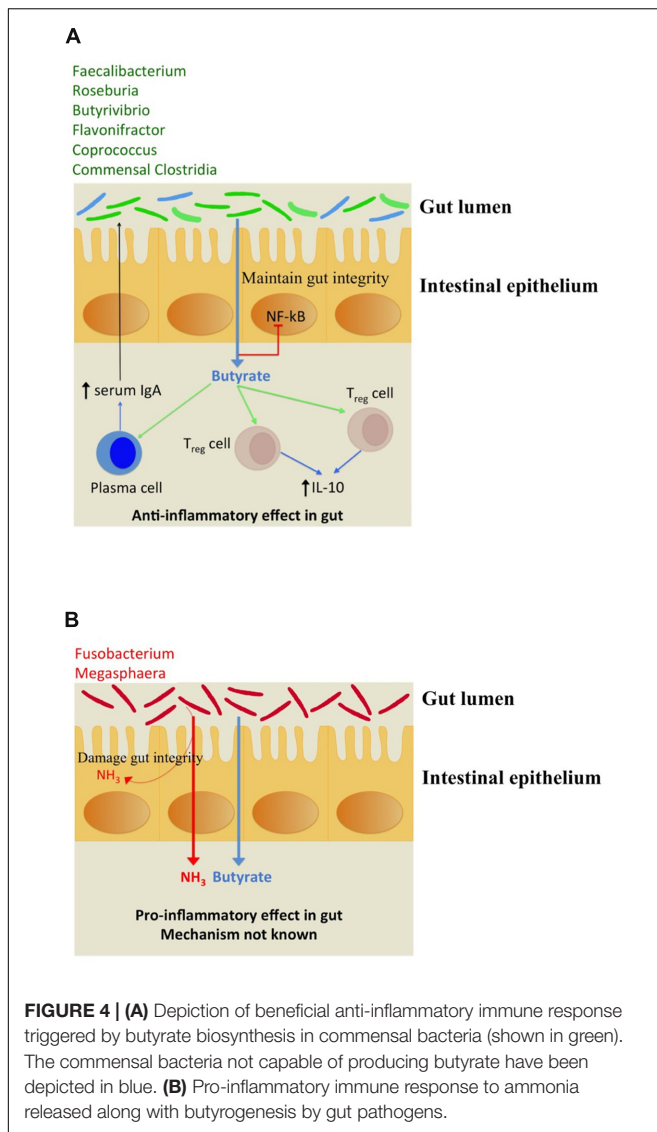 A
Faecalibacterium
Roseburia
Butyrivibrio
Flavonifractor
Coprococcus
Commensal Clostridia
Gut lumen
Maintain gut integrity
Intestinal epithelium
NF-kB
Butyrate
↑ serum IgA
Treg cell
Treg cell
Plasma cell
↑IL-10
Anti-inflammatory effect in gut
B
Fusobacterium
Megasphaera
Gut lumen
Damage gut integrity
NH3
Intestinal epithelium
NH3 Butyrate
Pro-inflammatory effect in gut
Mechanism not known
FIGURE 4 | (A) Depiction of beneficial anti-inflammatory immune response
triggered by butyrate biosynthesis in commensal bacteria (shown in green).
The commensal bacteria not capable of producing butyrate have been
depicted in blue. (B) Pro-inflammatory immune response to ammonia
released along with butyrogenesis by gut pathogens.